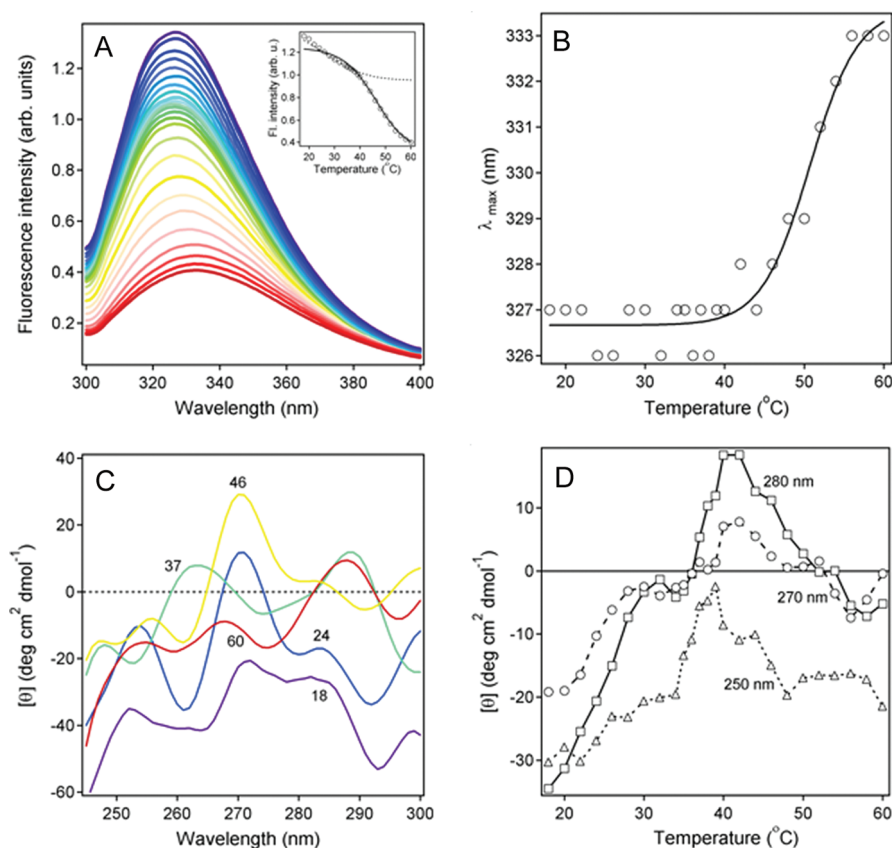 A
Fluorescence intensity (arb. units)
1.2
1.0
0.8
0.6
0.4
0.2
300 320 340 360 380 400
Wavelength (nm)
Fl. intensity (arb. u.)
1.2
1.0
0.8
0.6
0.4
20 30 40 50 60
Temperature (°C)
B
λ max (nm)
333
332
331
329
328
327
326
20 30 40 50 60
Temperature (°C)
C
[θ] (deg cm² dmol⁻¹)
40
20
0
-20
-40
-60
46
37
60
24
18
250 260 270 280 290 300
Wavelength (nm)
D
[θ] (deg cm² dmol⁻¹)
10
0
-10
-20
-30
280 nm
270 nm
250 nm
20 30 40 50 60
Temperature (°C)